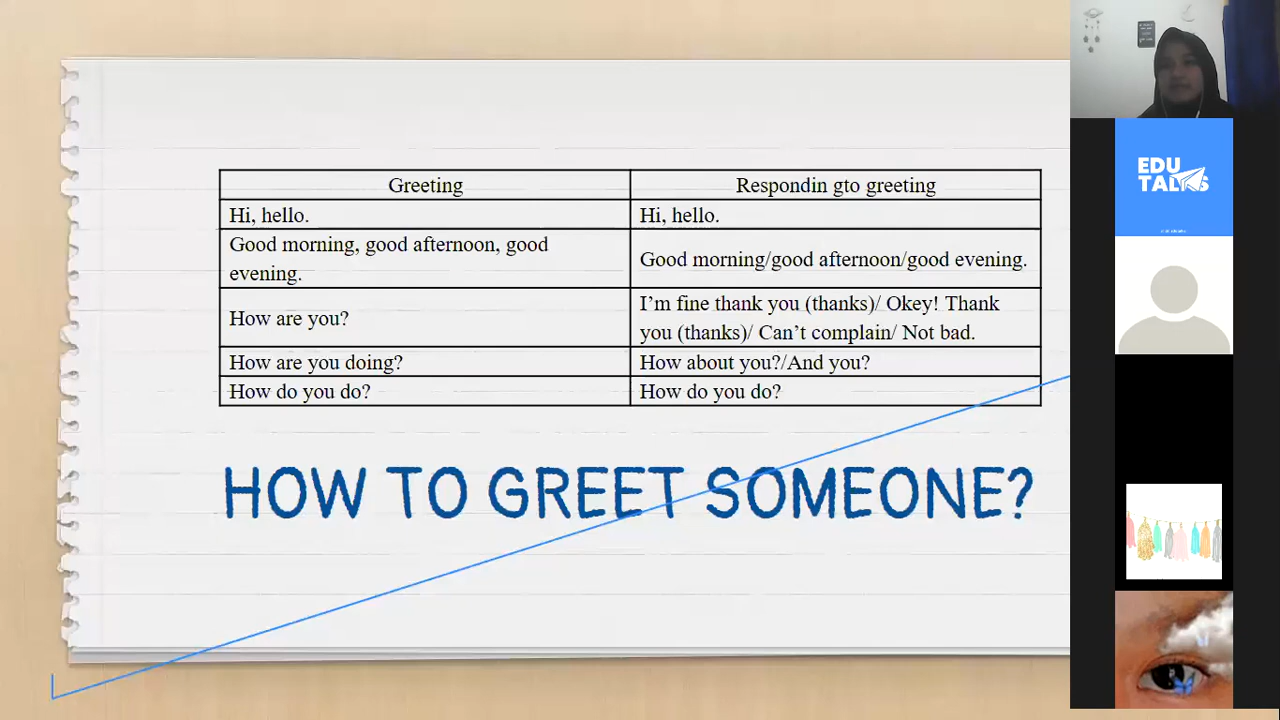 Greeting
Respondin gto greeting
Hi, hello.
Hi, hello.
Good morning, good afternoon, good
evening.
Good morning/good afternoon/good evening.
How are you?
I'm fine thank you (thanks)/ Okey! Thank
you (thanks)/ Can't complain/ Not bad.
How are you doing?
How about you?/And you?
How do you do?
How do you do?
HOW TO GREET SOMEONE?
EDU
TALKS